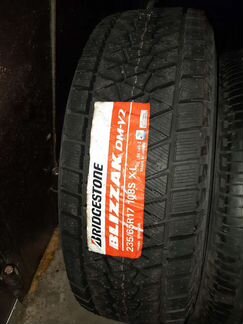 BRIDGESTONE
BLIZZAK DM-V2
235/65R17 108S XL